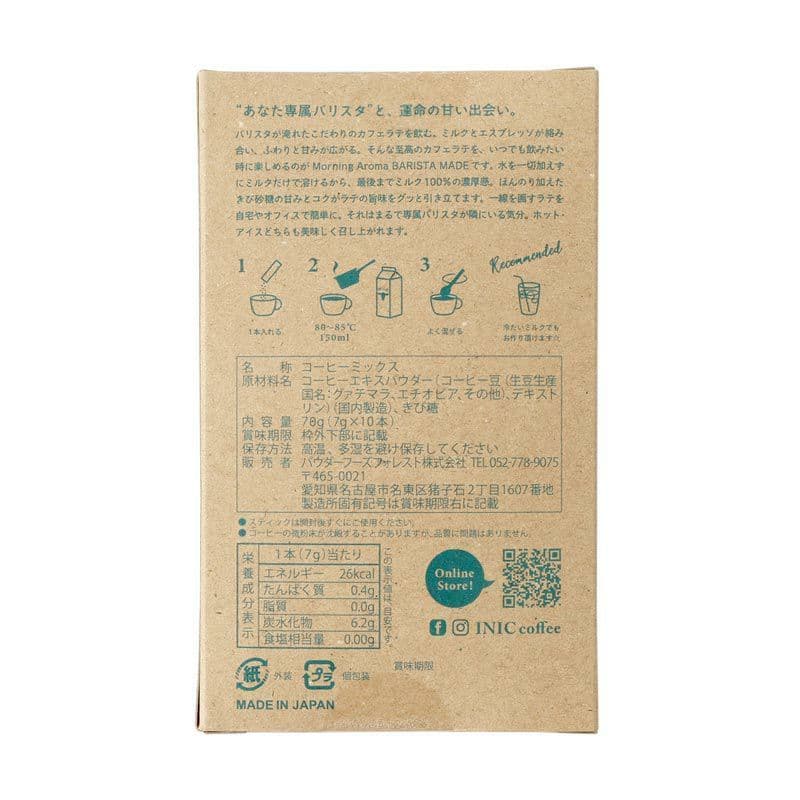 “あなた専属バリスタ”と、運命の甘い出会い。
バリスタが淹れたこだわりのカフェラテを飲む。ミルクとエスプレッソが絡み
合い、ふわりと甘みが広がる。そんな至高のカフェラテを、いつでも飲みたい
時に楽しめるのが Morning Aroma BARISTA MADE です。水を一切加えず
にミルクだけで溶けるから、最後までミルク100％の濃厚感。ほんのり加えた
きび砂糖の甘みとコクがラテの旨味をグッと引き立てます。一線を画すラテを
自宅やオフィスで簡単に。それはまるで専属バリスタが隣にいる気分。ホット・
アイスどちらも美味しく召し上がれます。
1 2 3 Recommended
1本入れる
80〜85℃
150ml
よく混ぜる
冷たいミルクでも
お作り頂けます☆
名称 コーヒーミックス
原材料名 コーヒーエキスパウダー（コーヒー豆（生豆生産
国名：グァテマラ、エチオピア、その他）、デキスト
リン）（国内製造）、きび糖
内容量 70g（7g×10本）
賞味期限 枠外下部に記載
保存方法 高温、多湿を避け保存してください
販売者 パウダーフーズフォレスト株式会社 TEL052-778-9075
〒465-0021
愛知県名古屋市名東区猪子石2丁目1607番地
製造所固有記号は賞味期限右に記載
●スティックは開封後すぐにご使用ください。
●コーヒーの微粉末が沈殿することがありますが、品質に問題はありません。
栄養成分表示
1本（7g）当たり
エネルギー 26kcal
たんぱく質 0.4g
脂質 0.0g
炭水化物 6.2g
食塩相当量 0.00g
この表示値は、目安です。
Online
Store!
INIC coffee
紙 外装 プラ 個包装
賞味期限
MADE IN JAPAN